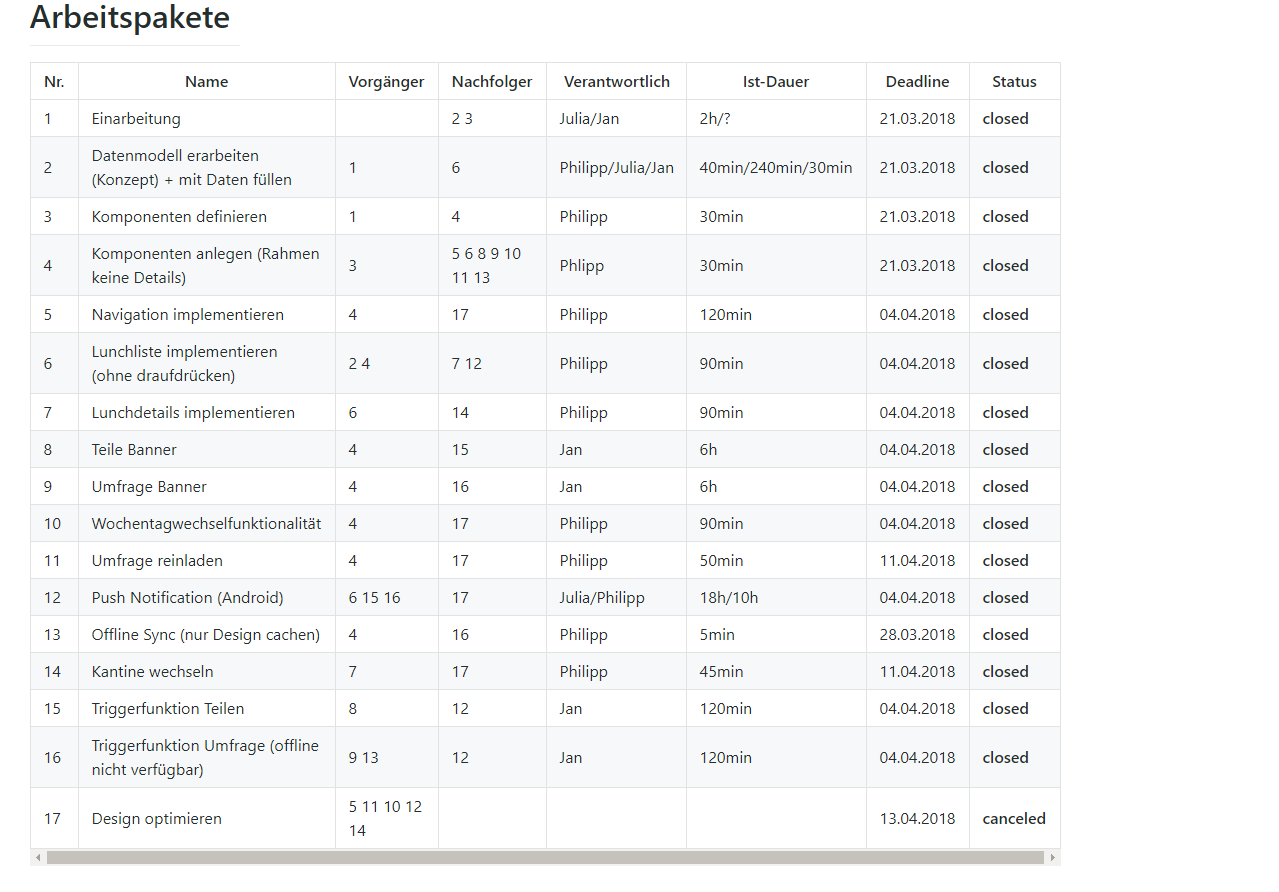 Arbeitspakete
Nr. Name Vorgänger Nachfolger Verantwortlich Ist-Dauer Deadline Status
1 Einarbeitung 2 3 Julia/Jan 2h/? 21.03.2018 closed
2 Datenmodell erarbeiten (Konzept) + mit Daten füllen 1 6 Philipp/Julia/Jan 40min/240min/30min 21.03.2018 closed
3 Komponenten definieren 1 4 Philipp 30min 21.03.2018 closed
4 Komponenten anlegen (Rahmen keine Details) 3 5 6 8 9 10 11 13 Phlipp 30min 21.03.2018 closed
5 Navigation implementieren 4 17 Philipp 120min 04.04.2018 closed
6 Lunchliste implementieren (ohne draufdrücken) 2 4 7 12 Philipp 90min 04.04.2018 closed
7 Lunchdetails implementieren 6 14 Philipp 90min 04.04.2018 closed
8 Teile Banner 4 15 Jan 6h 04.04.2018 closed
9 Umfrage Banner 4 16 Jan 6h 04.04.2018 closed
10 Wochentagwechselfunktionalität 4 17 Philipp 90min 04.04.2018 closed
11 Umfrage reinladen 4 17 Philipp 50min 11.04.2018 closed
12 Push Notification (Android) 6 15 16 17 Julia/Philipp 18h/10h 04.04.2018 closed
13 Offline Sync (nur Design cachen) 4 16 Philipp 5min 28.03.2018 closed
14 Kantine wechseln 7 17 Philipp 45min 11.04.2018 closed
15 Triggerfunktion Teilen 8 12 Jan 120min 04.04.2018 closed
16 Triggerfunktion Umfrage (offline nicht verfügbar) 9 13 12 Jan 120min 04.04.2018 closed
17 Design optimieren 5 11 10 12 14 13.04.2018 canceled